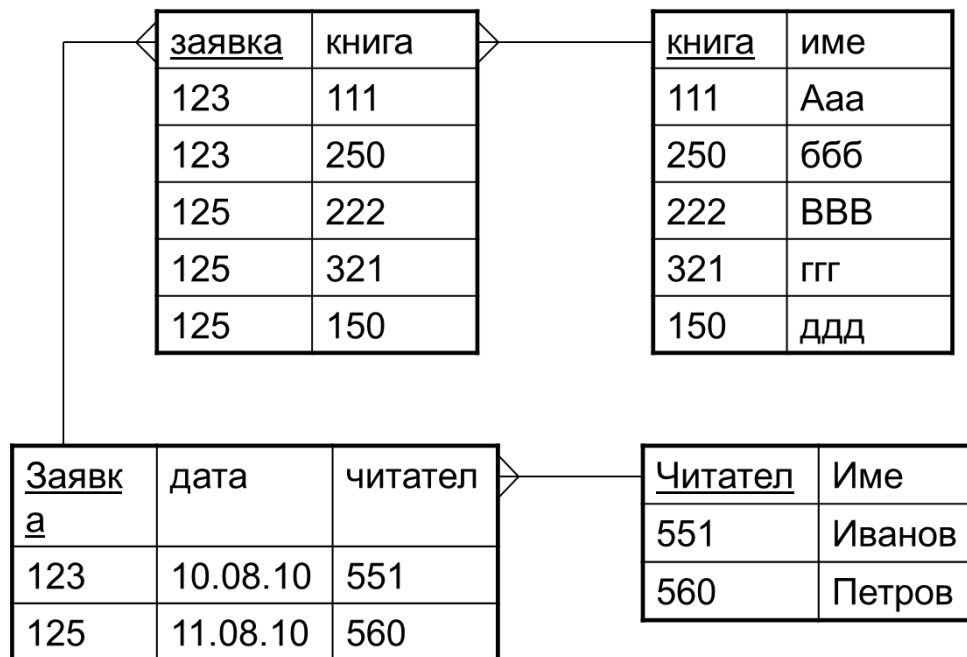 заявка книга
123 111
123 250
125 222
125 321
125 150
книга име
111 Ааа
250 ббб
222 ВВВ
321 ггг
150 ддд
Заявк
а дата читател
123 10.08.10 551
125 11.08.10 560
Читател Име
551 Иванов
560 Петров